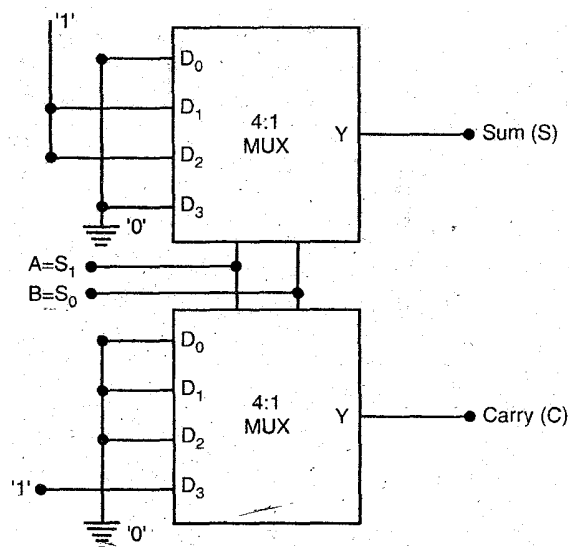 '1'
D₀
D₁
D₂
D₃
4:1
MUX
Y
Sum (S)
'0'
A=S₁
B=S₀
D₀
D₁
D₂
D₃
4:1
MUX
Y
Carry (C)
'1'
'0'